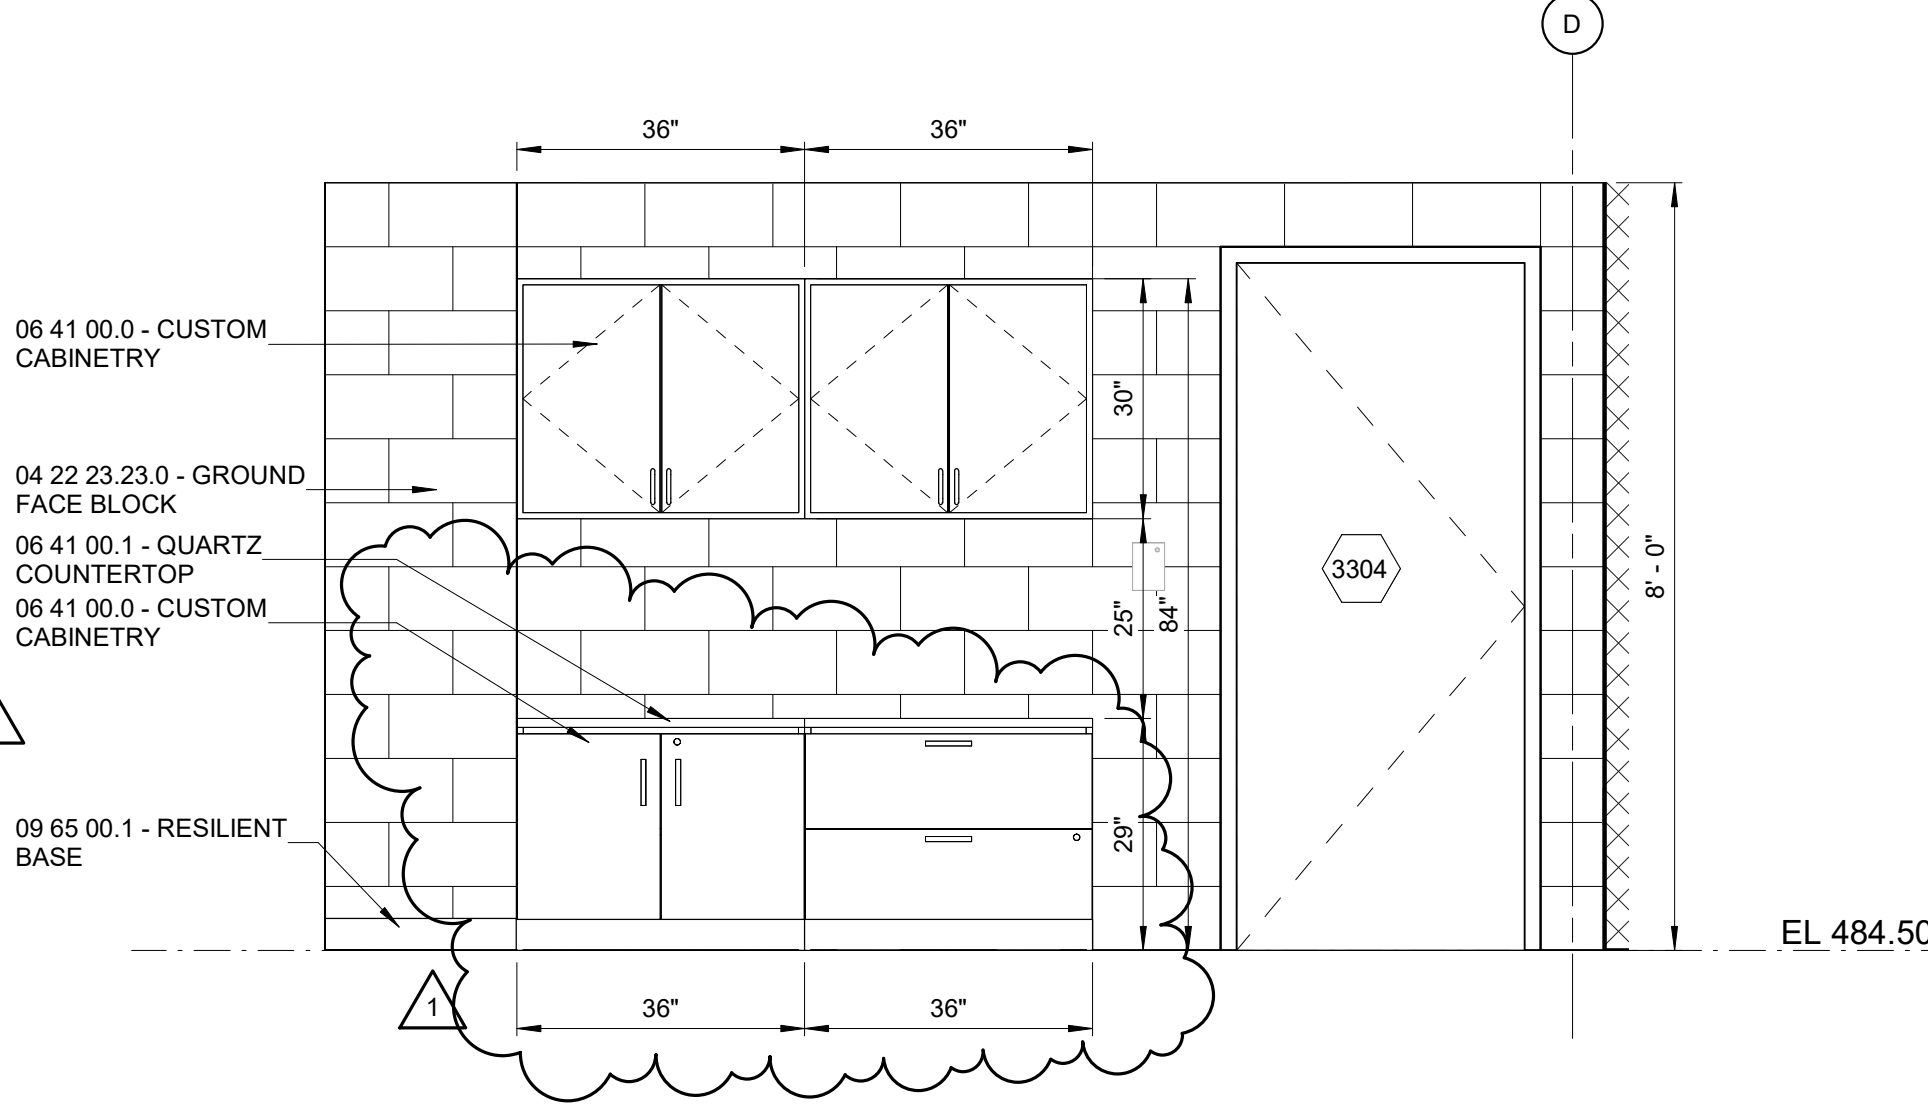 D
36" 36"
06 41 00.0 - CUSTOM
CABINETRY
30"
04 22 23.23.0 - GROUND
FACE BLOCK
06 41 00.1 - QUARTZ
COUNTERTOP
06 41 00.0 - CUSTOM
CABINETRY
25"
84"
3304
8' - 0"
09 65 00.1 - RESILIENT
BASE
29"
EL 484.50
1
36" 36"